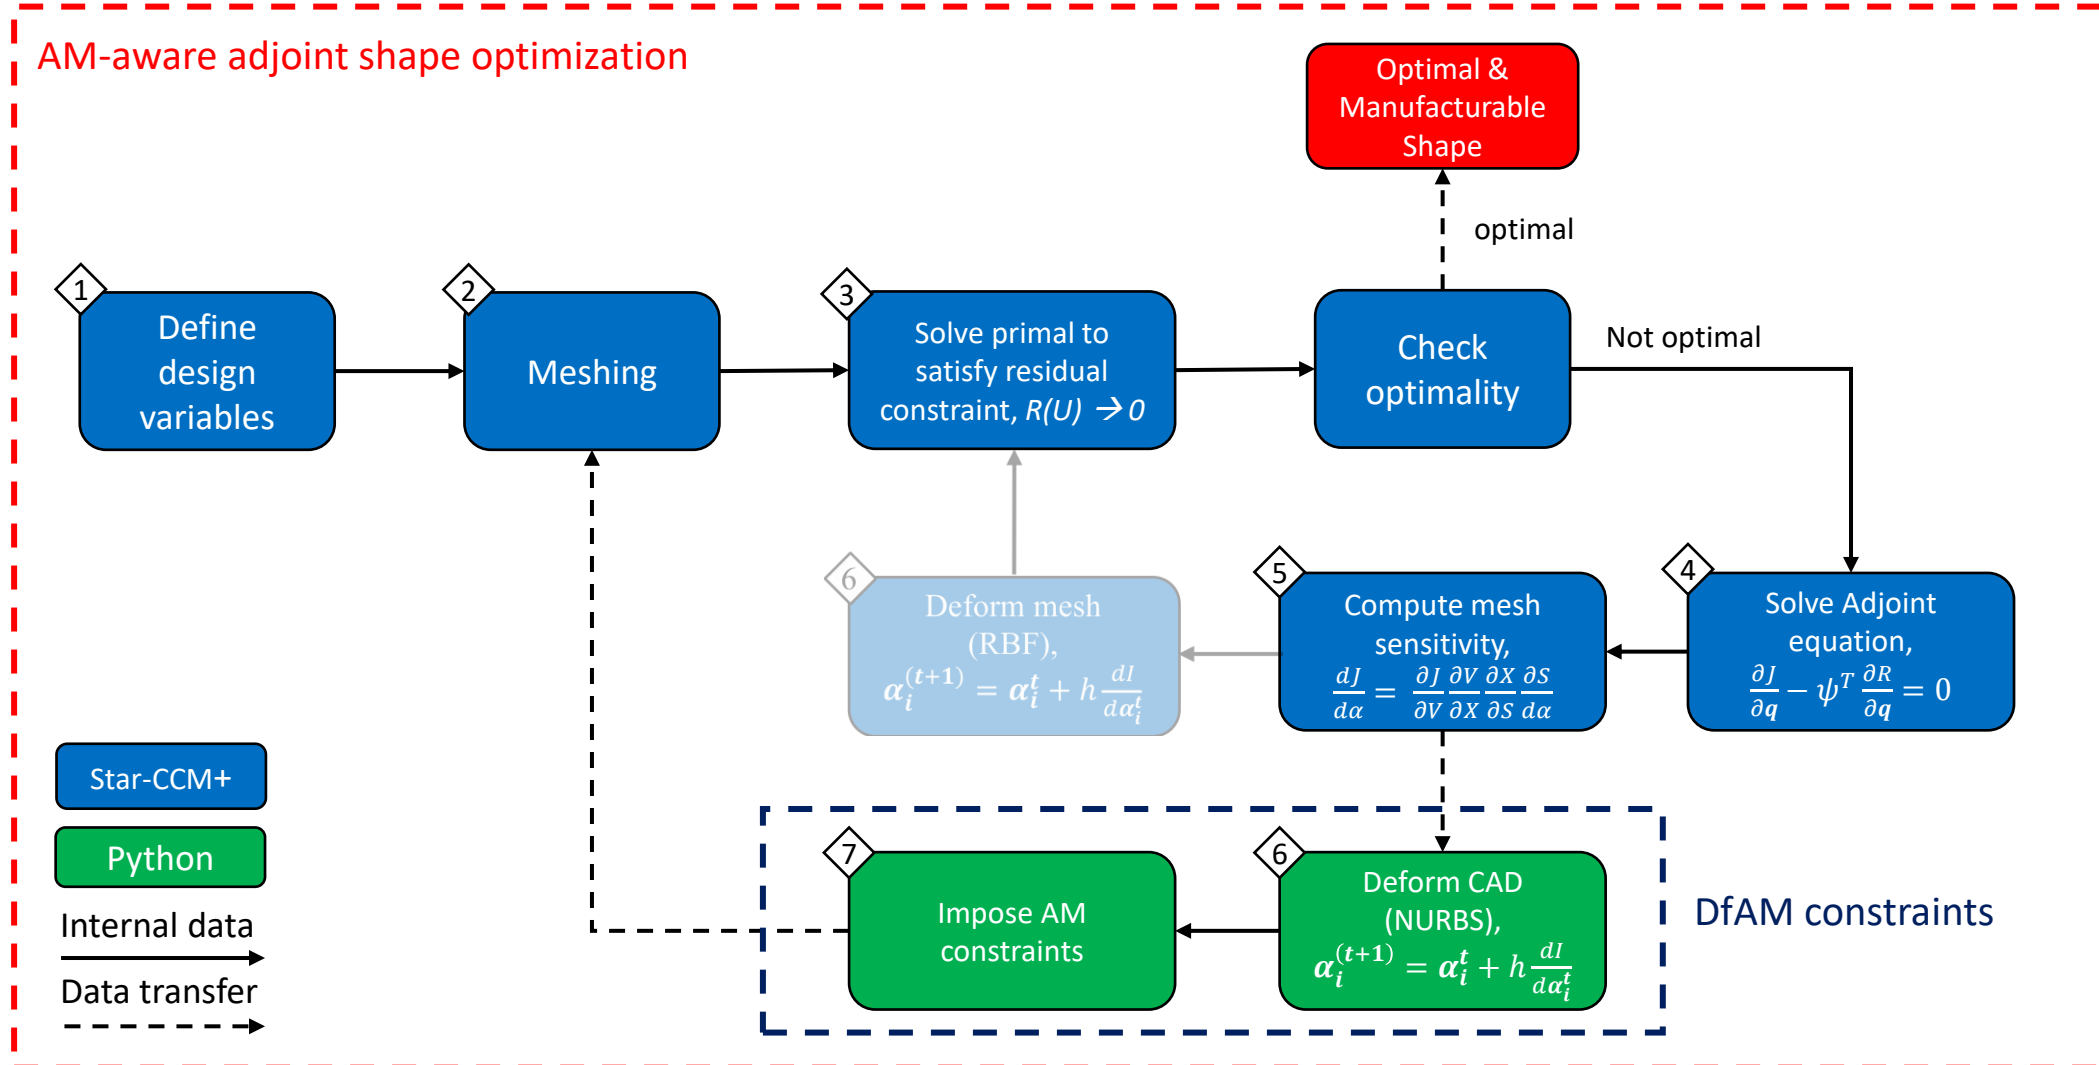 AM-aware adjoint shape optimization
Optimal &
Manufacturable
Shape
optimal
1
Define
design
variables
2
Meshing
3
Solve primal to
satisfy residual
constraint, R(U) → 0
Check
optimality
Not optimal
6
Deform mesh
(RBF),
α_i^{(t+1)} = α_i^t + h dI/dα_i^t
5
Compute mesh
sensitivity,
dJ/dα = ∂J/∂V ∂V/∂X ∂X/∂S ∂S/dα
4
Solve Adjoint
equation,
∂J/∂q − ψ^T ∂R/∂q = 0
Star-CCM+
Python
Internal data
Data transfer
7
Impose AM
constraints
6
Deform CAD
(NURBS),
α_i^{(t+1)} = α_i^t + h dI/dα_i^t
DfAM constraints